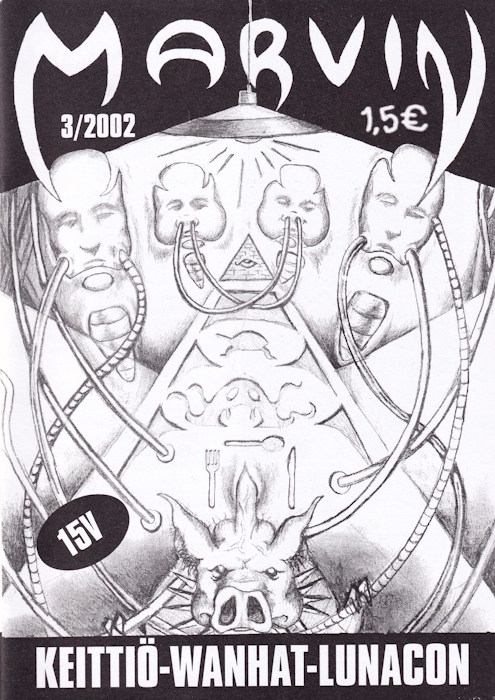 MARVIN
3/2002
1,5€
15V
KEITTIÖ-WANHAT-LUNACON